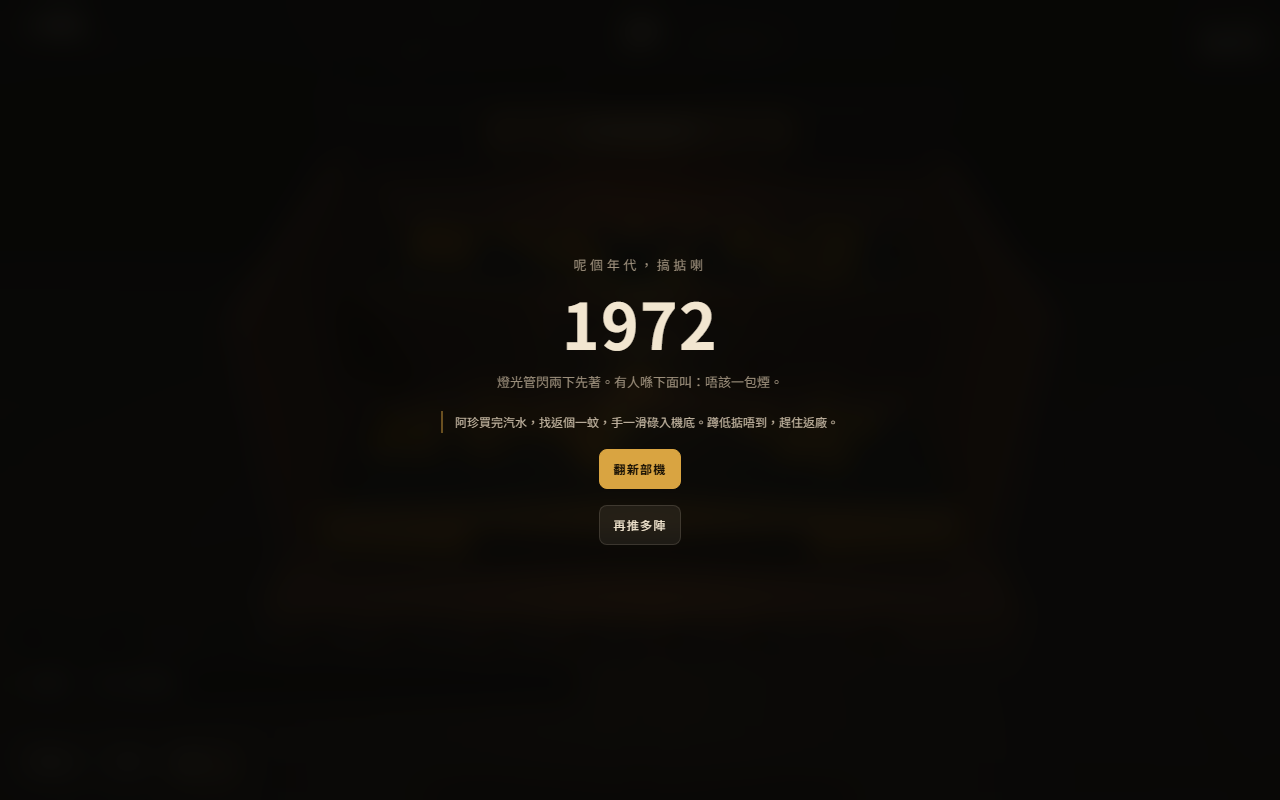 呢個年代，搞掂喇
1972
燈光管閃兩下先著。有人喺下面叫：唔該一包煙。
阿珍買完汽水，找返個一蚊，手一滑碌入機底。蹲低掂唔到，趕住返廠。
翻新部機
再推多陣